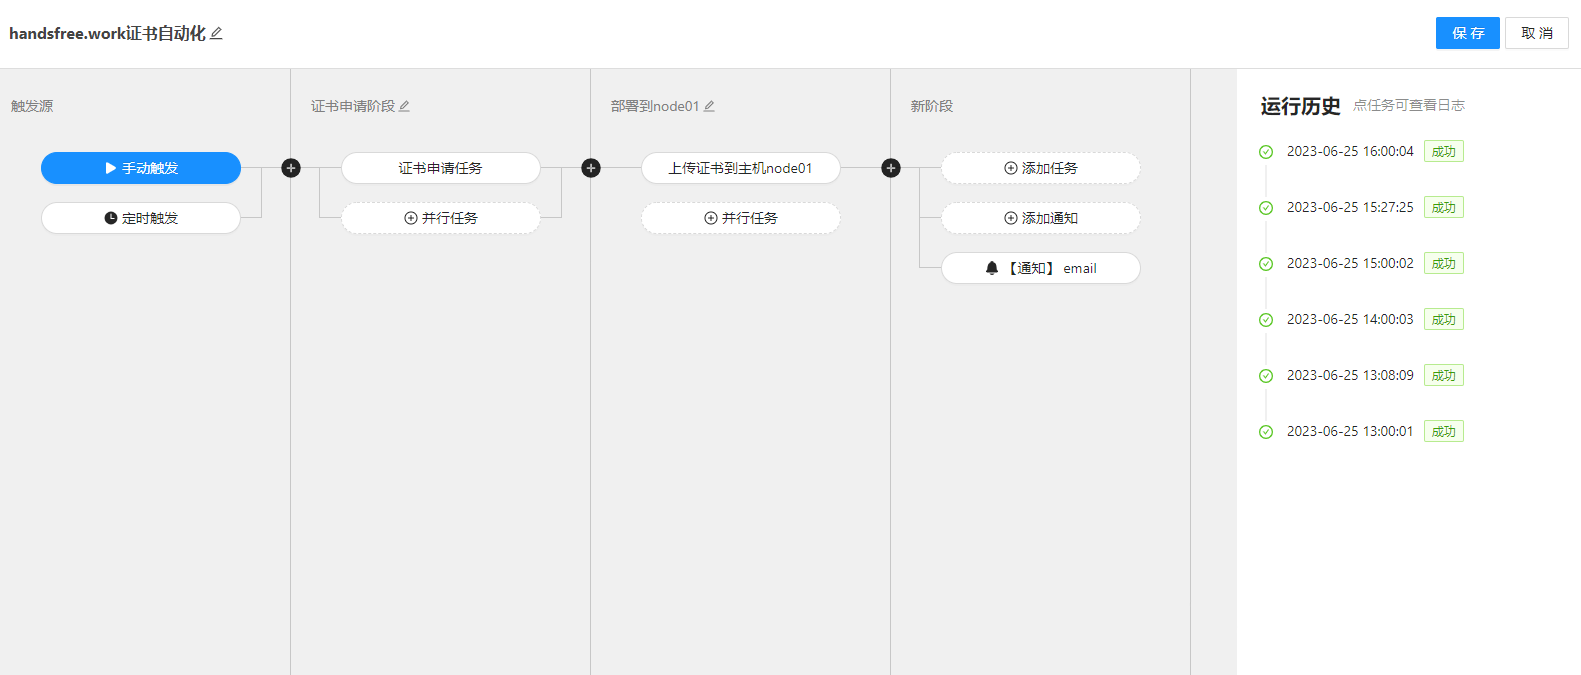 handsfree.work证书自动化
保 存
取 消
触发源
手动触发
定时触发
证书申请阶段
证书申请任务
并行任务
部署到node01
上传证书到主机node01
并行任务
新阶段
添加任务
添加通知
【通知】 email
运行历史 点任务可查看日志
2023-06-25 16:00:04 成功
2023-06-25 15:27:25 成功
2023-06-25 15:00:02 成功
2023-06-25 14:00:03 成功
2023-06-25 13:08:09 成功
2023-06-25 13:00:01 成功